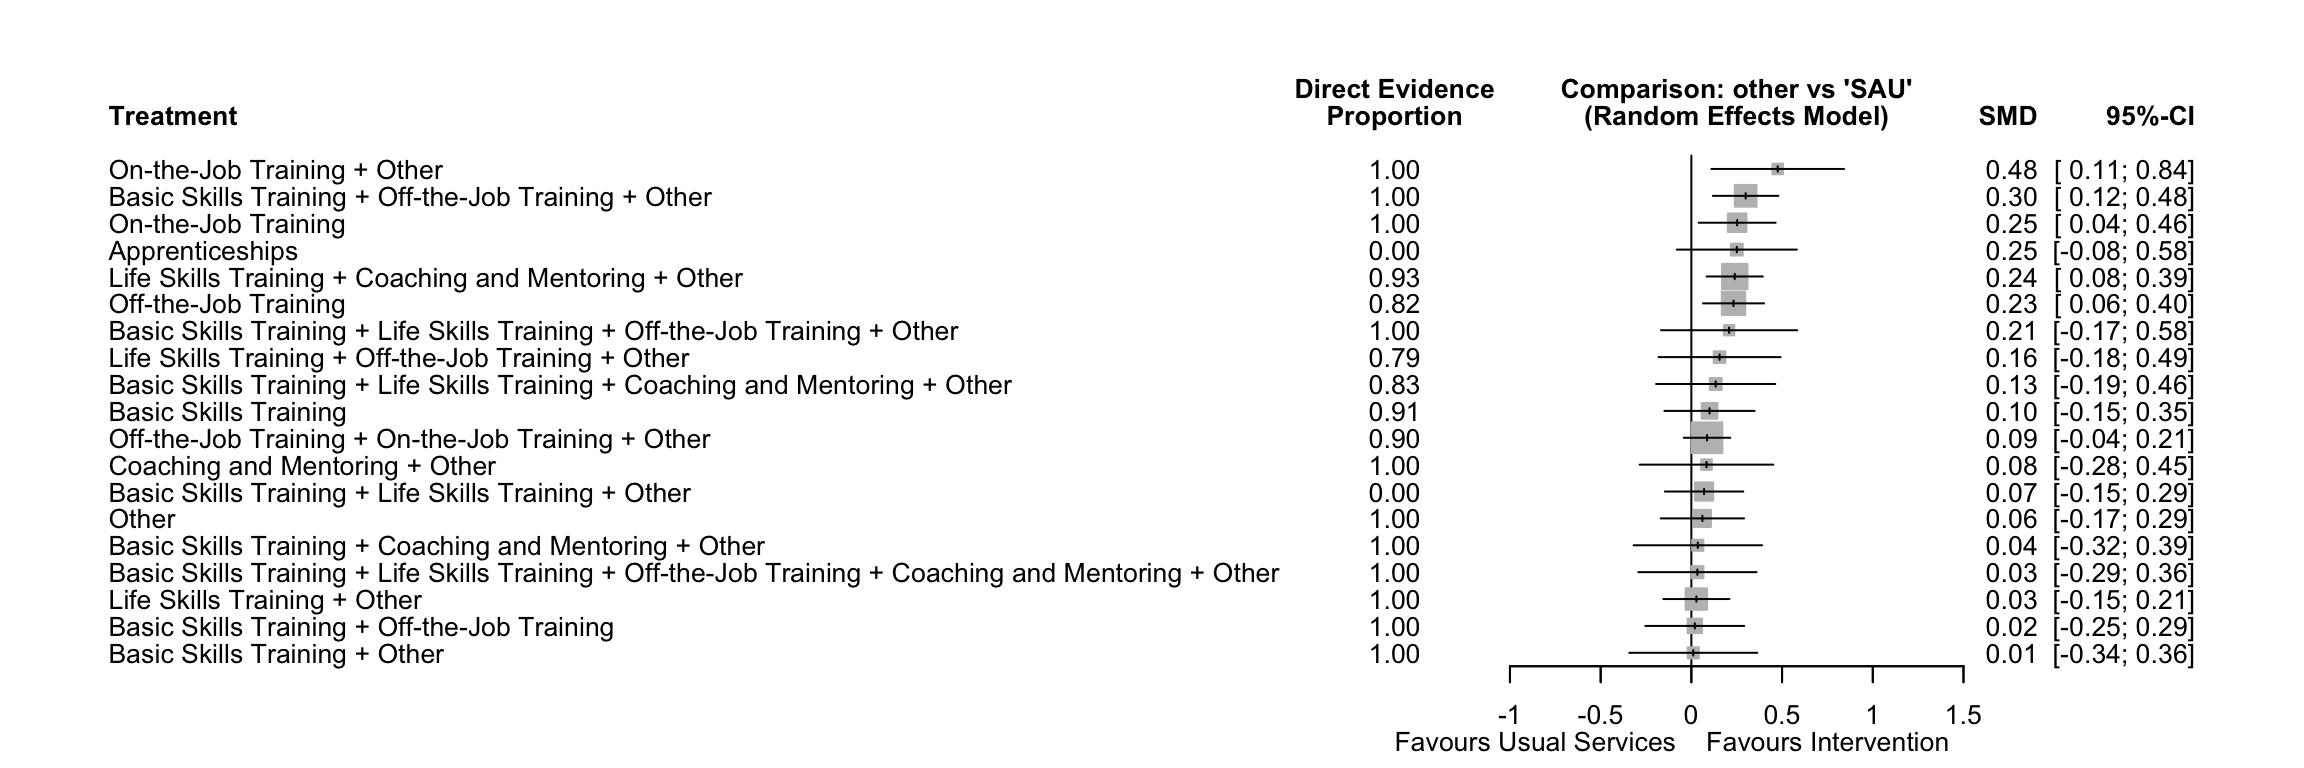 Direct Evidence Comparison: other vs 'SAU'
Treatment Proportion (Random Effects Model) SMD 95%-CI
On-the-Job Training + Other 1.00 0.48 [ 0.11; 0.84]
Basic Skills Training + Off-the-Job Training + Other 1.00 0.30 [ 0.12; 0.48]
On-the-Job Training 1.00 0.25 [ 0.04; 0.46]
Apprenticeships 0.00 0.25 [-0.08; 0.58]
Life Skills Training + Coaching and Mentoring + Other 0.93 0.24 [ 0.08; 0.39]
Off-the-Job Training 0.82 0.23 [ 0.06; 0.40]
Basic Skills Training + Life Skills Training + Off-the-Job Training + Other 1.00 0.21 [-0.17; 0.58]
Life Skills Training + Off-the-Job Training + Other 0.79 0.16 [-0.18; 0.49]
Basic Skills Training + Life Skills Training + Coaching and Mentoring + Other 0.83 0.13 [-0.19; 0.46]
Basic Skills Training 0.91 0.10 [-0.15; 0.35]
Off-the-Job Training + On-the-Job Training + Other 0.90 0.09 [-0.04; 0.21]
Coaching and Mentoring + Other 1.00 0.08 [-0.28; 0.45]
Basic Skills Training + Life Skills Training + Other 0.00 0.07 [-0.15; 0.29]
Other 1.00 0.06 [-0.17; 0.29]
Basic Skills Training + Coaching and Mentoring + Other 1.00 0.04 [-0.32; 0.39]
Basic Skills Training + Life Skills Training + Off-the-Job Training + Coaching and Mentoring + Other 1.00 0.03 [-0.29; 0.36]
Life Skills Training + Other 1.00 0.03 [-0.15; 0.21]
Basic Skills Training + Off-the-Job Training 1.00 0.02 [-0.25; 0.29]
Basic Skills Training + Other 1.00 0.01 [-0.34; 0.36]
-1 -0.5 0 0.5 1 1.5
Favours Usual Services Favours Intervention